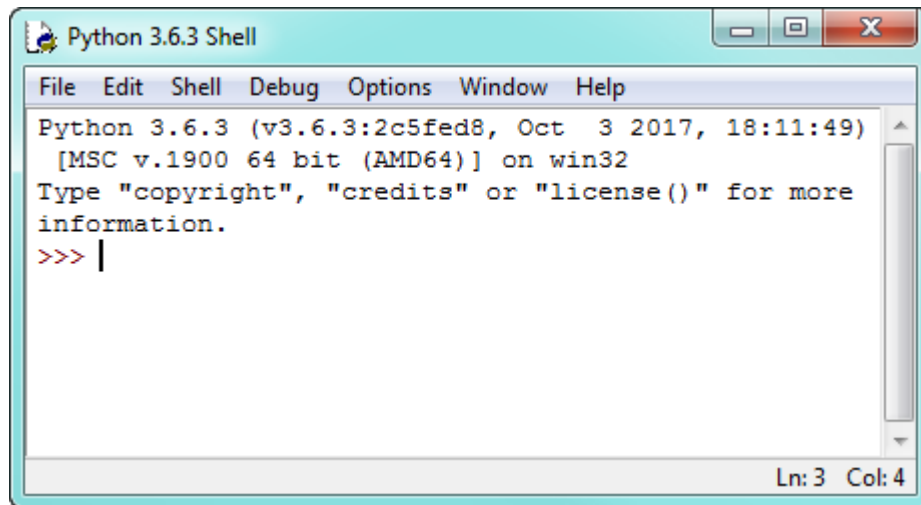 Python 3.6.3 Shell
File Edit Shell Debug Options Window Help
Python 3.6.3 (v3.6.3:2c5fed8, Oct  3 2017, 18:11:49)
 [MSC v.1900 64 bit (AMD64)] on win32
Type "copyright", "credits" or "license()" for more
information.
>>>
Ln: 3 Col: 4